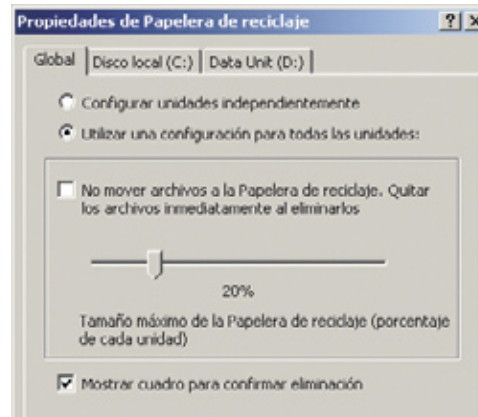 Propiedades de Papelera de reciclaje
Global Disco local (C:) Data Unit (D:)
Configurar unidades independientemente
Utilizar una configuración para todas las unidades:
No mover archivos a la Papelera de reciclaje. Quitar
los archivos inmediatamente al eliminarlos
20%
Tamaño máximo de la Papelera de reciclaje (porcentaje
de cada unidad)
Mostrar cuadro para confirmar eliminación